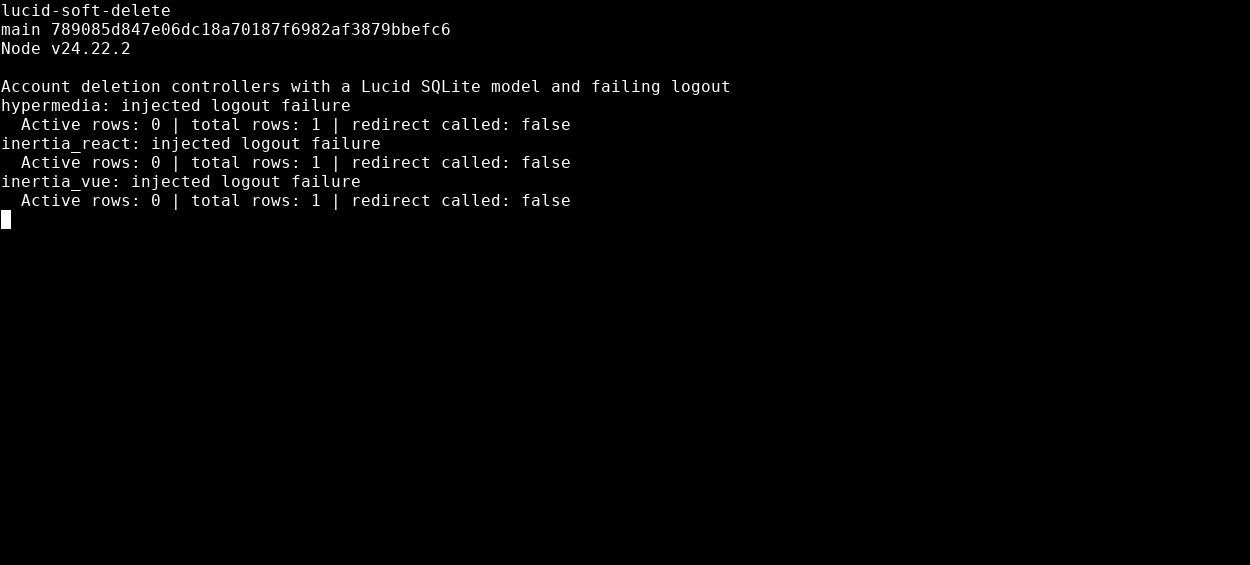 lucid-soft-delete
main 789085d847e06dc18a70187f6982af3879bbefc6
Node v24.22.2
Account deletion controllers with a Lucid SQLite model and failing logout
hypermedia: injected logout failure
  Active rows: 0 | total rows: 1 | redirect called: false
inertia_react: injected logout failure
  Active rows: 0 | total rows: 1 | redirect called: false
inertia_vue: injected logout failure
  Active rows: 0 | total rows: 1 | redirect called: false